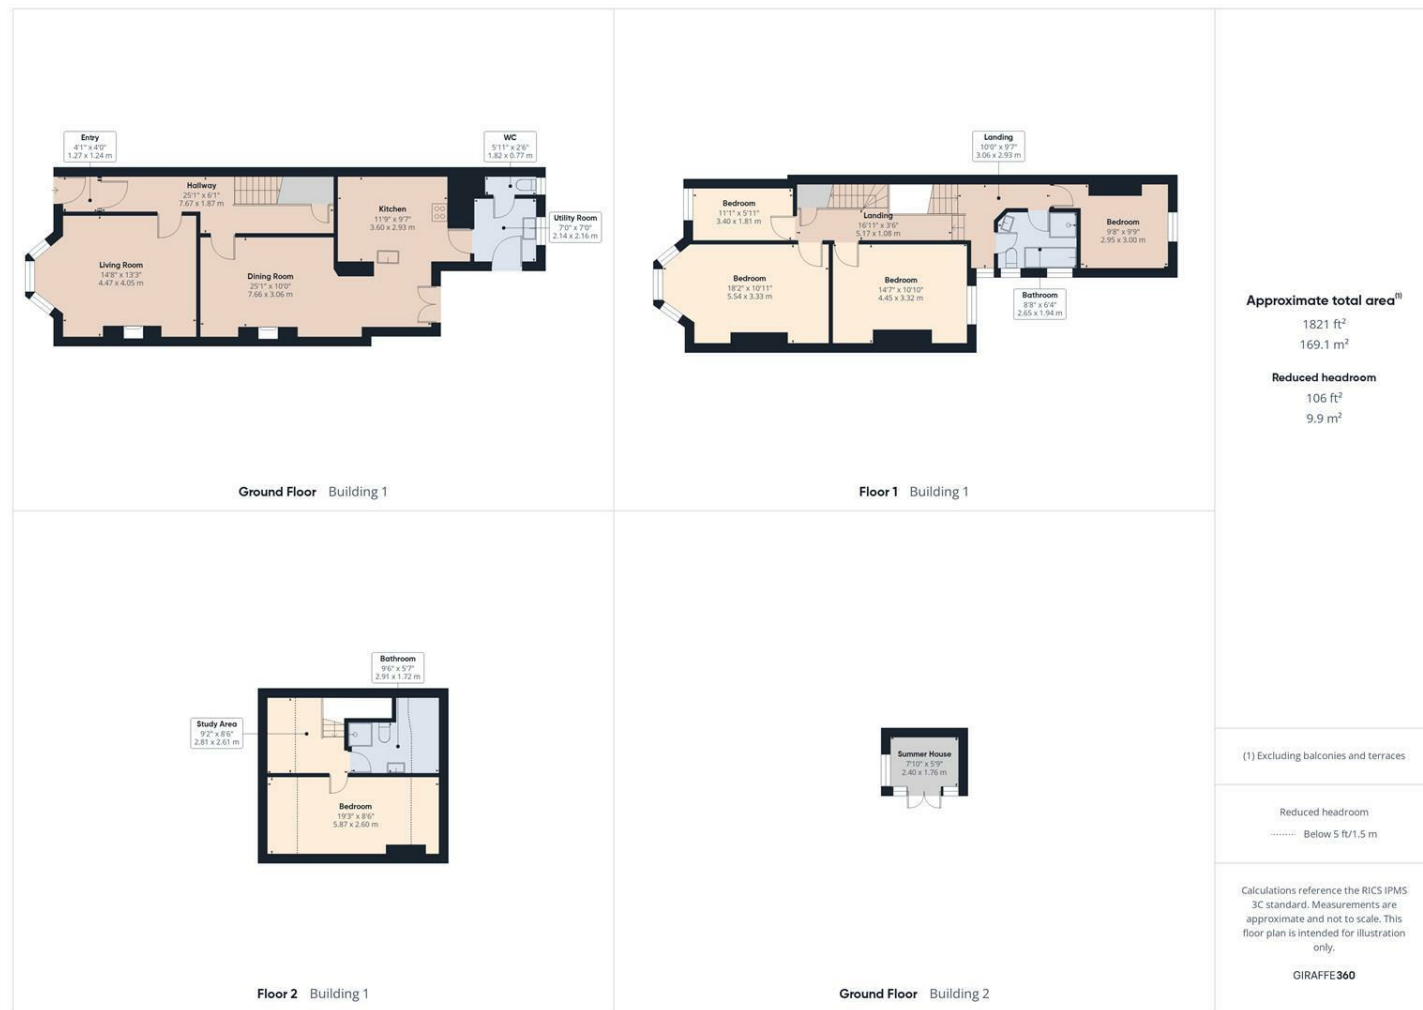 Entry
4'1" x 4'0"
1.27 x 1.24 m
WC
5'11" x 2'6"
1.82 x 0.77 m
Hallway
25'1" x 6'1"
7.67 x 1.87 m
Kitchen
11'9" x 9'7"
3.60 x 2.93 m
Utility Room
7'0" x 7'0"
2.14 x 2.16 m
Living Room
14'8" x 13'3"
4.47 x 4.05 m
Dining Room
25'1" x 10'0"
7.66 x 3.06 m
Ground Floor Building 1
Landing
10'0" x 9'7"
3.06 x 2.93 m
Bedroom
11'1" x 5'11"
3.40 x 1.81 m
Landing
16'11" x 3'6"
5.17 x 1.08 m
Bedroom
9'8" x 9'9"
2.95 x 3.00 m
Bedroom
18'2" x 10'11"
5.54 x 3.33 m
Bedroom
14'7" x 10'10"
4.45 x 3.32 m
Bathroom
8'8" x 6'4"
2.65 x 1.94 m
Floor 1 Building 1
Approximate total area(1)
1821 ft²
169.1 m²
Reduced headroom
106 ft²
9.9 m²
Bathroom
9'6" x 5'7"
2.91 x 1.72 m
Study Area
9'2" x 8'6"
2.81 x 2.61 m
Bedroom
19'3" x 8'6"
5.87 x 2.60 m
Floor 2 Building 1
Summer House
7'10" x 5'9"
2.40 x 1.76 m
Ground Floor Building 2
(1) Excluding balconies and terraces
Reduced headroom
Below 5 ft/1.5 m
Calculations reference the RICS IPMS
3C standard. Measurements are
approximate and not to scale. This
floor plan is intended for illustration
only.
GIRAFFE360